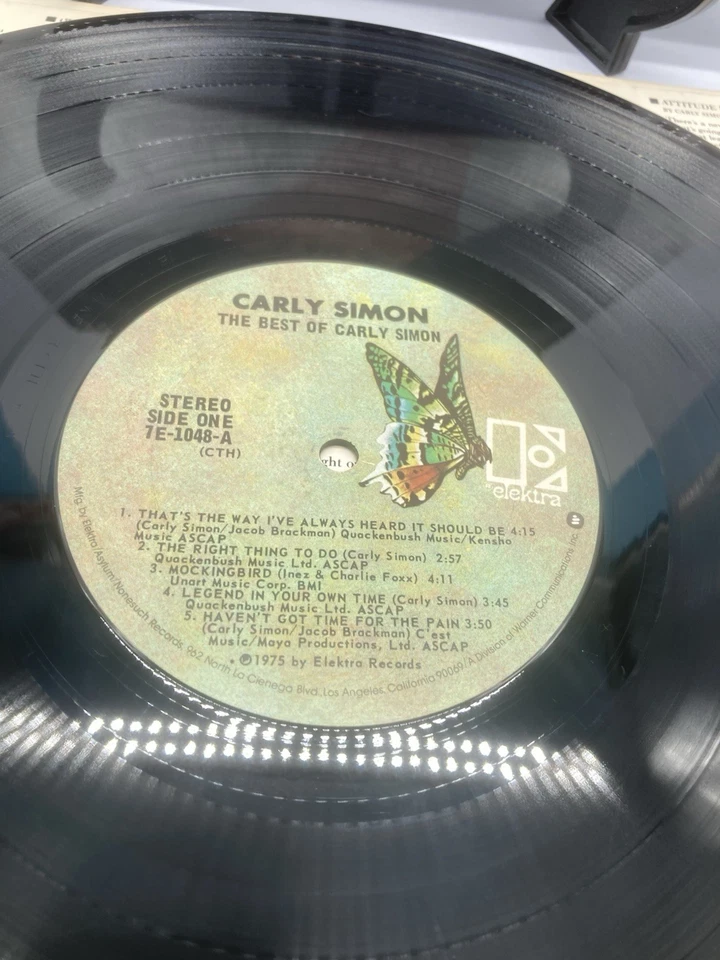 ATTITUDE
BY CARLY SIMON
CARLY SIMON
THE BEST OF CARLY SIMON
STEREO
SIDE ONE
7E-1048-A
(CTH)
ght o
elektra
1. THAT'S THE WAY I'VE ALWAYS HEARD IT SHOULD BE 4:15
(Carly Simon/Jacob Brackman) Quackenbush Music/Kensha
Music ASCAP
2. THE RIGHT THING TO DO (Carly Simon) 2:57
Quackenbush Music Ltd. ASCAP
3. MOCKINGBIRD (Inez & Charlie Foxx) 4:11
Unart Music Corp. BMI
4. LEGEND IN YOUR OWN TIME (Carly Simon) 3:45
Quackenbush Music Ltd. ASCAP
5. HAVEN'T GOT TIME FOR THE PAIN 3:50
(Carly Simon/Jacob Brackman) C'est
Music/Maya Productions, Ltd. ASCAP
• ℗1975 by Elektra Records
Mfg by Elektra/Asylum/Nonesuch Records, 962 North La Cienega Blvd., Los Angeles, California 90069/A Division of Warner Communications Inc.